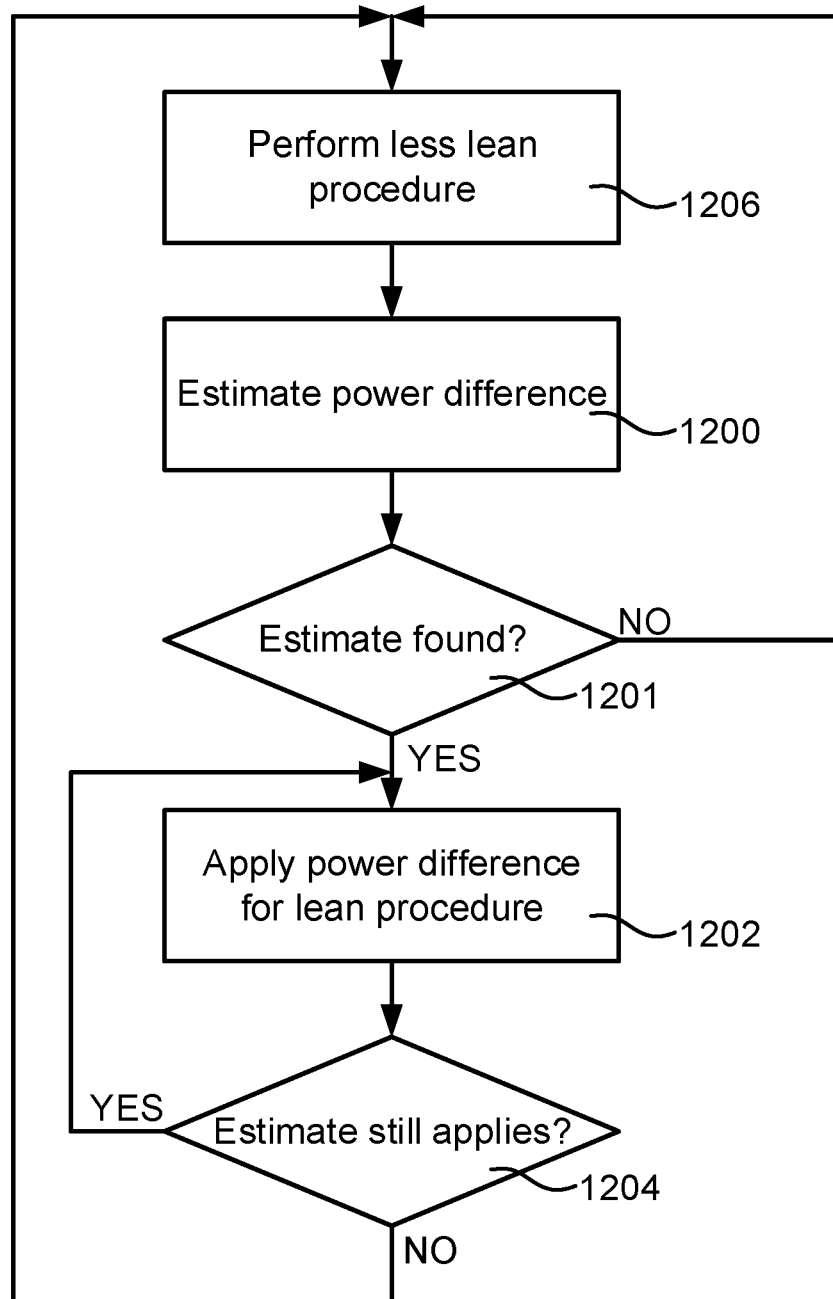 Perform less lean
procedure
1206
Estimate power difference
1200
Estimate found?
NO
1201
YES
Apply power difference
for lean procedure
1202
YES
Estimate still applies?
1204
NO